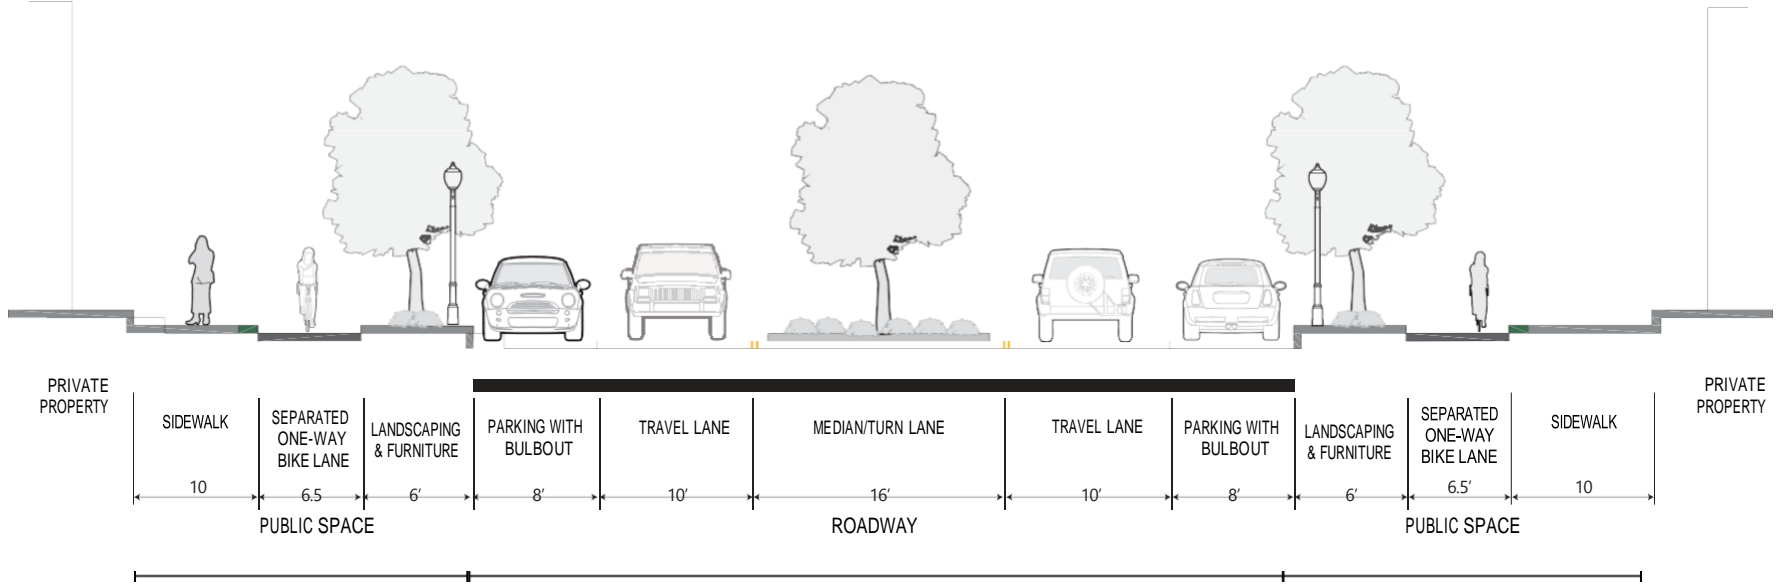 PRIVATE
PROPERTY
SIDEWALK
SEPARATED
ONE-WAY
BIKE LANE
LANDSCAPING
& FURNITURE
PARKING WITH
BULBOUT
TRAVEL LANE
MEDIAN/TURN LANE
TRAVEL LANE
PARKING WITH
BULBOUT
LANDSCAPING
& FURNITURE
SEPARATED
ONE-WAY
BIKE LANE
SIDEWALK
PRIVATE
PROPERTY
10
6.5
6'
8'
10'
16'
10'
8'
6'
6.5'
10
PUBLIC SPACE
ROADWAY
PUBLIC SPACE